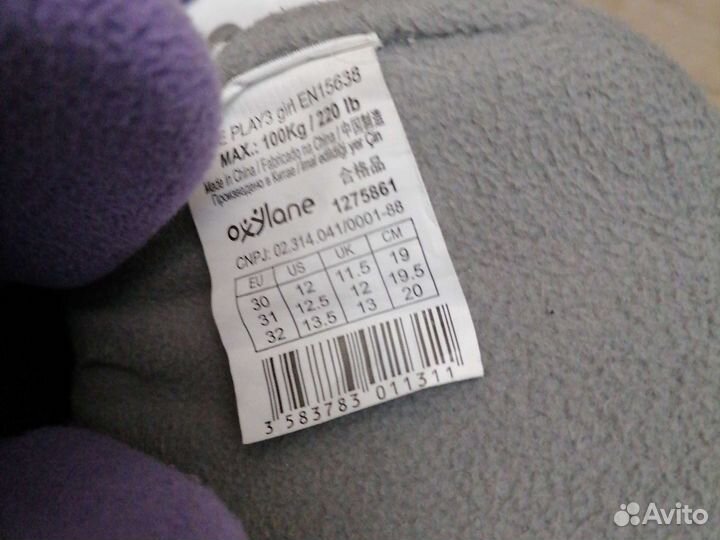 E PLAY3 girl EN15638
MAX.: 100Kg / 220 lb
Made in China / Fabricado na China / 中国制造
Произведено в Китае / Imal edildiği yer Çin
合格品
oxylane 1275861
CNPJ: 02.314.041/0001-88
EU US UK CM
30 12 11.5 19
31 12.5 12 19.5
32 13.5 13 20
3 583783 011311
Avito